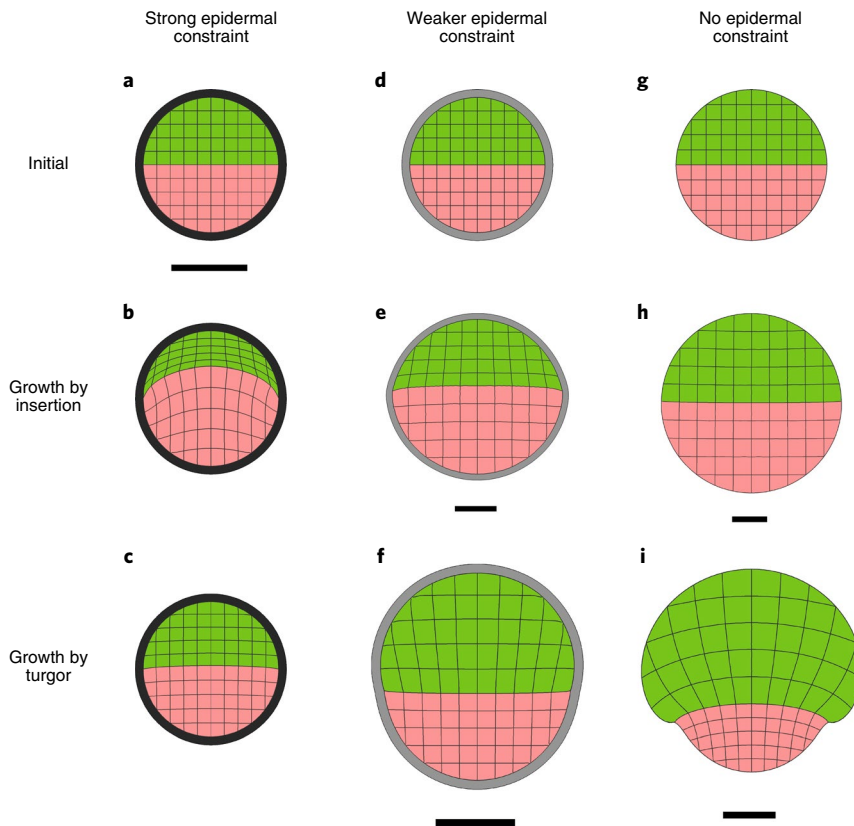 Strong epidermal
constraint
Weaker epidermal
constraint
No epidermal
constraint
a
d
g
Initial
b
e
h
Growth by
insertion
c
f
i
Growth by
turgor